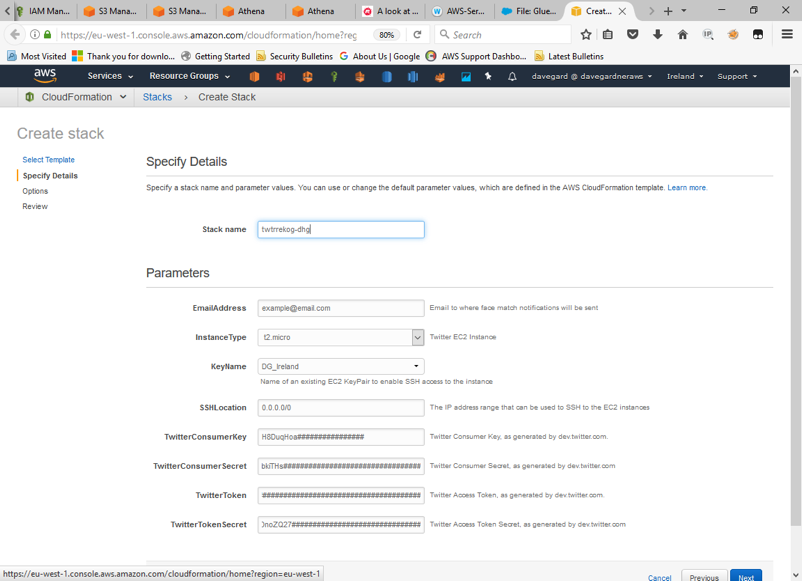 IAM Man...
S3 Mana...
S3 Mana...
Athena
Athena
A look at ...
AWS-Ser...
File: Glue...
Creat...
https://eu-west-1.console.aws.amazon.com/cloudformation/home?reg
80%
Search
Most Visited
Thank you for downlo...
Getting Started
Security Bulletins
About Us | Google
AWS Support Dashbo...
Latest Bulletins
aws
Services
Resource Groups
davegard @ davegardneraws
Ireland
Support
CloudFormation
Stacks > Create Stack
Create stack
Select Template
Specify Details
Options
Review
Specify Details
Specify a stack name and parameter values. You can use or change the default parameter values, which are defined in the AWS CloudFormation template. Learn more.
Stack name
twtrrekog-dhg
Parameters
EmailAddress
example@email.com
Email to where face match notifications will be sent
InstanceType
t2.micro
Twitter EC2 Instance
KeyName
DG_Ireland
Name of an existing EC2 KeyPair to enable SSH access to the instance
SSHLocation
0.0.0.0/0
The IP address range that can be used to SSH to the EC2 instances
TwitterConsumerKey
H8DuqHoa################
Twitter Consumer Key, as generated by dev.twitter.com.
TwitterConsumerSecret
Twitter Consumer Secret, as generated by dev.twitter.com
TwitterToken
Twitter Access Token, as generated by dev.twitter.com.
TwitterTokenSecret
Twitter Access Token Secret, as generated by dev.twitter.com
https://eu-west-1.console.aws.amazon.com/cloudformation/home?region=eu-west-1
Cancel
Previous
Next